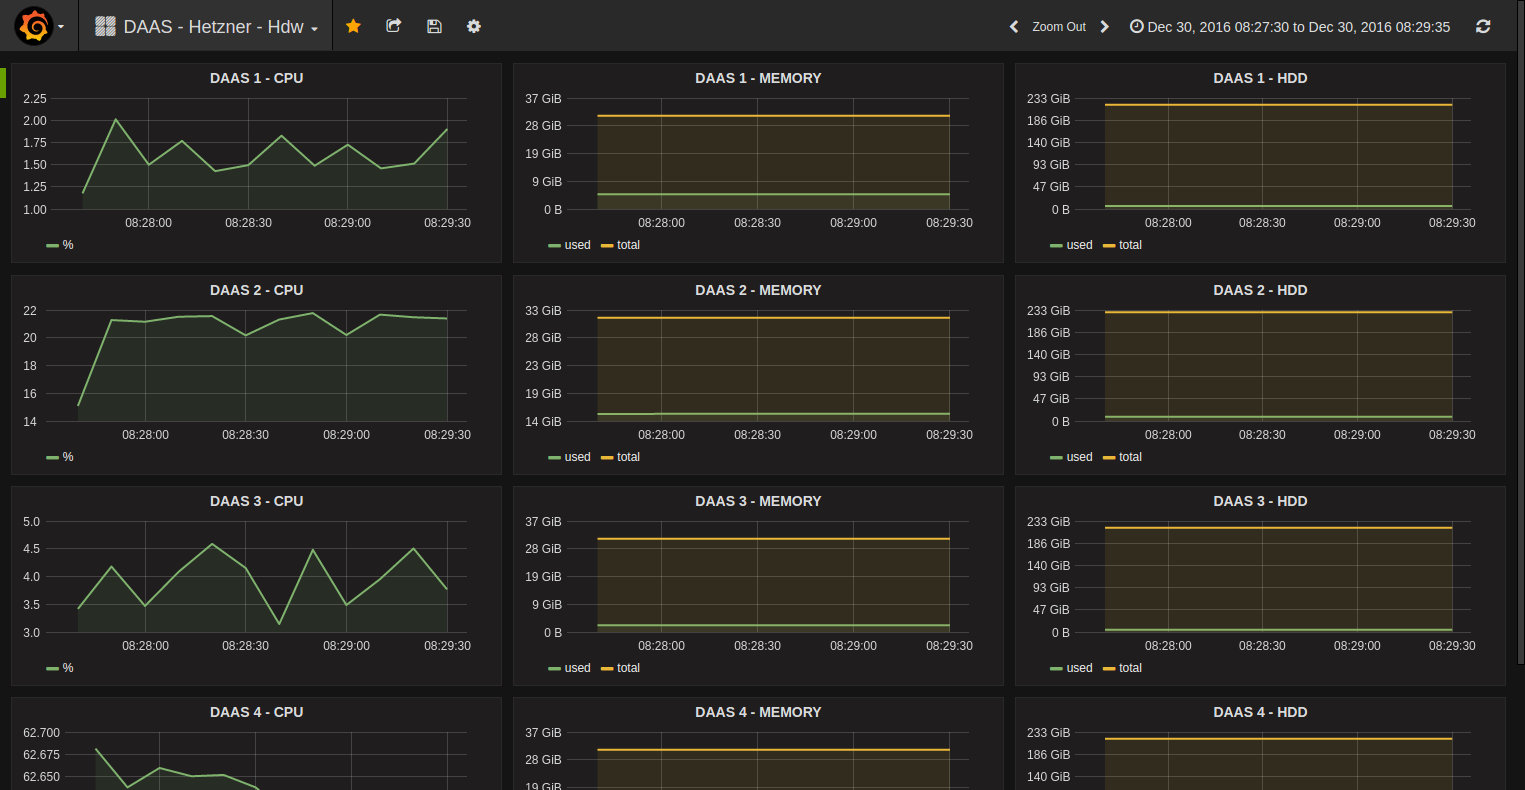 DAAS - Hetzner - Hdw
Zoom Out
Dec 30, 2016 08:27:30 to Dec 30, 2016 08:29:35
DAAS 1 - CPU
2.25
2.00
1.75
1.50
1.25
1.00
08:28:00 08:28:30 08:29:00 08:29:30
%
DAAS 1 - MEMORY
37 GiB
28 GiB
19 GiB
9 GiB
0 B
08:28:00 08:28:30 08:29:00 08:29:30
used total
DAAS 1 - HDD
233 GiB
186 GiB
140 GiB
93 GiB
47 GiB
0 B
08:28:00 08:28:30 08:29:00 08:29:30
used total
DAAS 2 - CPU
22
20
18
16
14
08:28:00 08:28:30 08:29:00 08:29:30
%
DAAS 2 - MEMORY
33 GiB
28 GiB
23 GiB
19 GiB
14 GiB
08:28:00 08:28:30 08:29:00 08:29:30
used total
DAAS 2 - HDD
233 GiB
186 GiB
140 GiB
93 GiB
47 GiB
0 B
08:28:00 08:28:30 08:29:00 08:29:30
used total
DAAS 3 - CPU
5.0
4.5
4.0
3.5
3.0
08:28:00 08:28:30 08:29:00 08:29:30
%
DAAS 3 - MEMORY
37 GiB
28 GiB
19 GiB
9 GiB
0 B
08:28:00 08:28:30 08:29:00 08:29:30
used total
DAAS 3 - HDD
233 GiB
186 GiB
140 GiB
93 GiB
47 GiB
0 B
08:28:00 08:28:30 08:29:00 08:29:30
used total
DAAS 4 - CPU
62.700
62.675
62.650
DAAS 4 - MEMORY
37 GiB
28 GiB
19 GiB
DAAS 4 - HDD
233 GiB
186 GiB
140 GiB